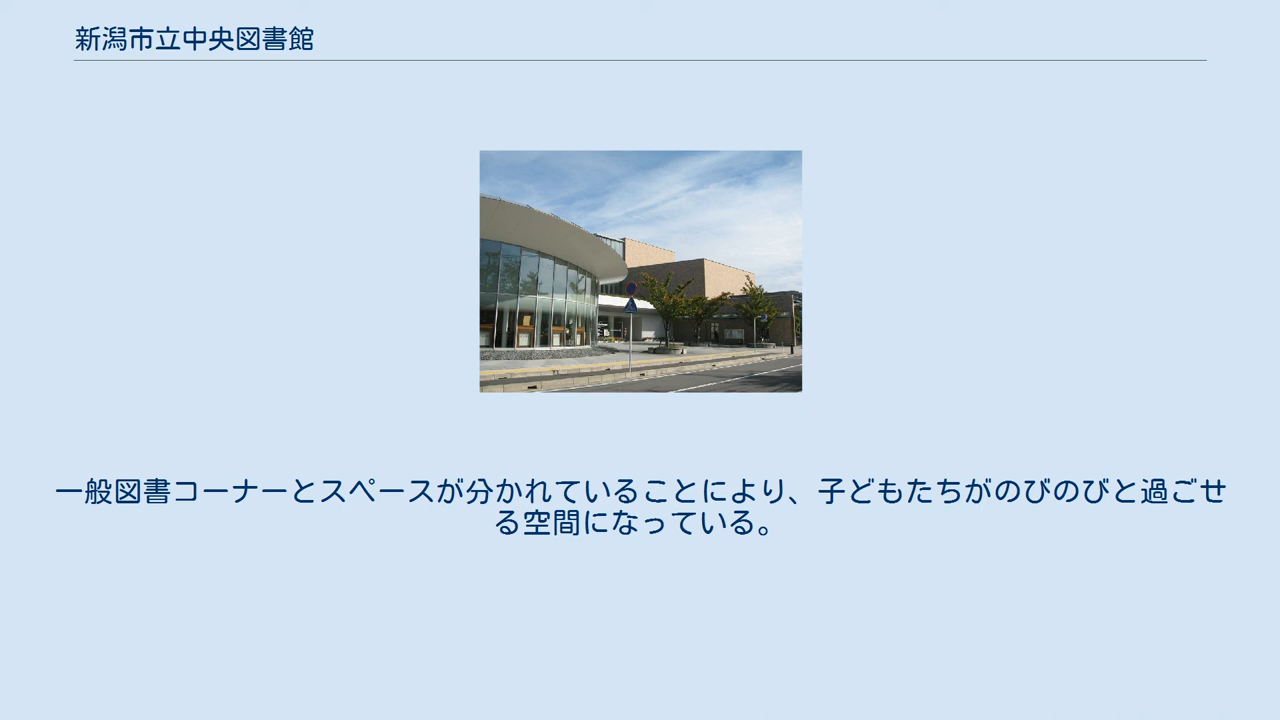 新潟市立中央図書館
一般図書コーナーとスペースが分かれていることにより、子どもたちがのびのびと過ごせ
る空間になっている。